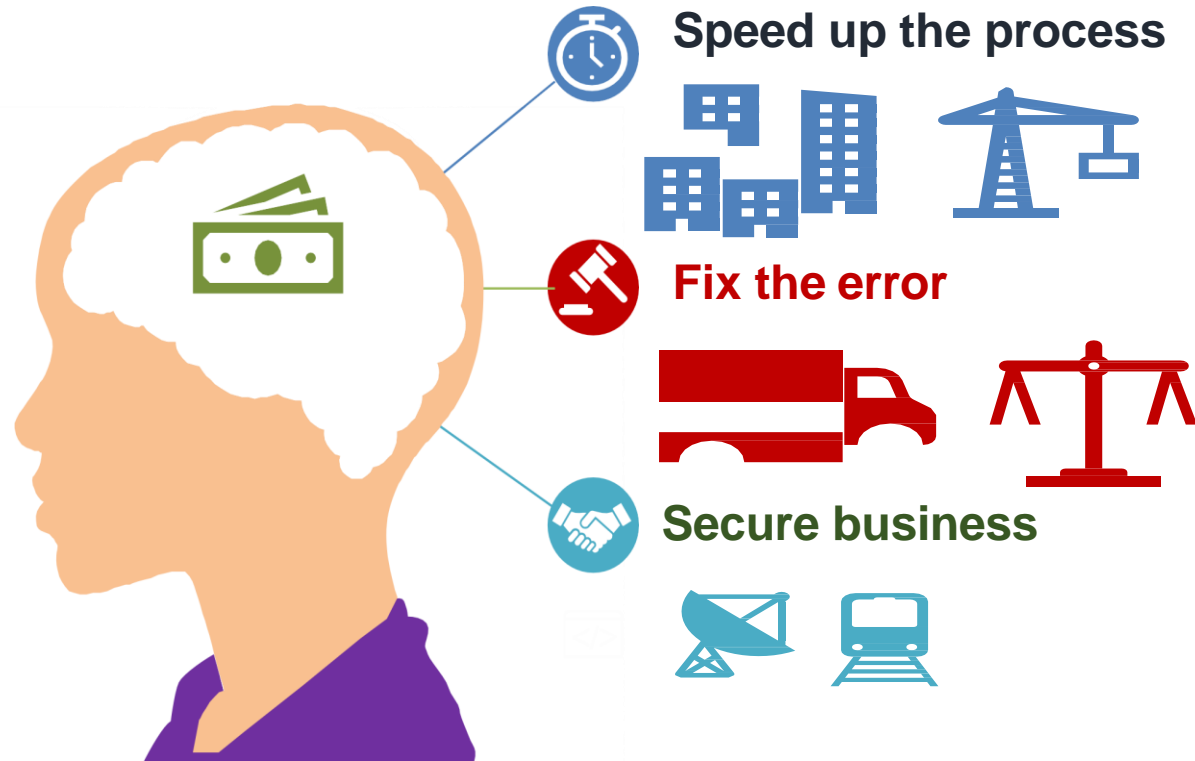 Speed up the process
Fix the error
Secure business